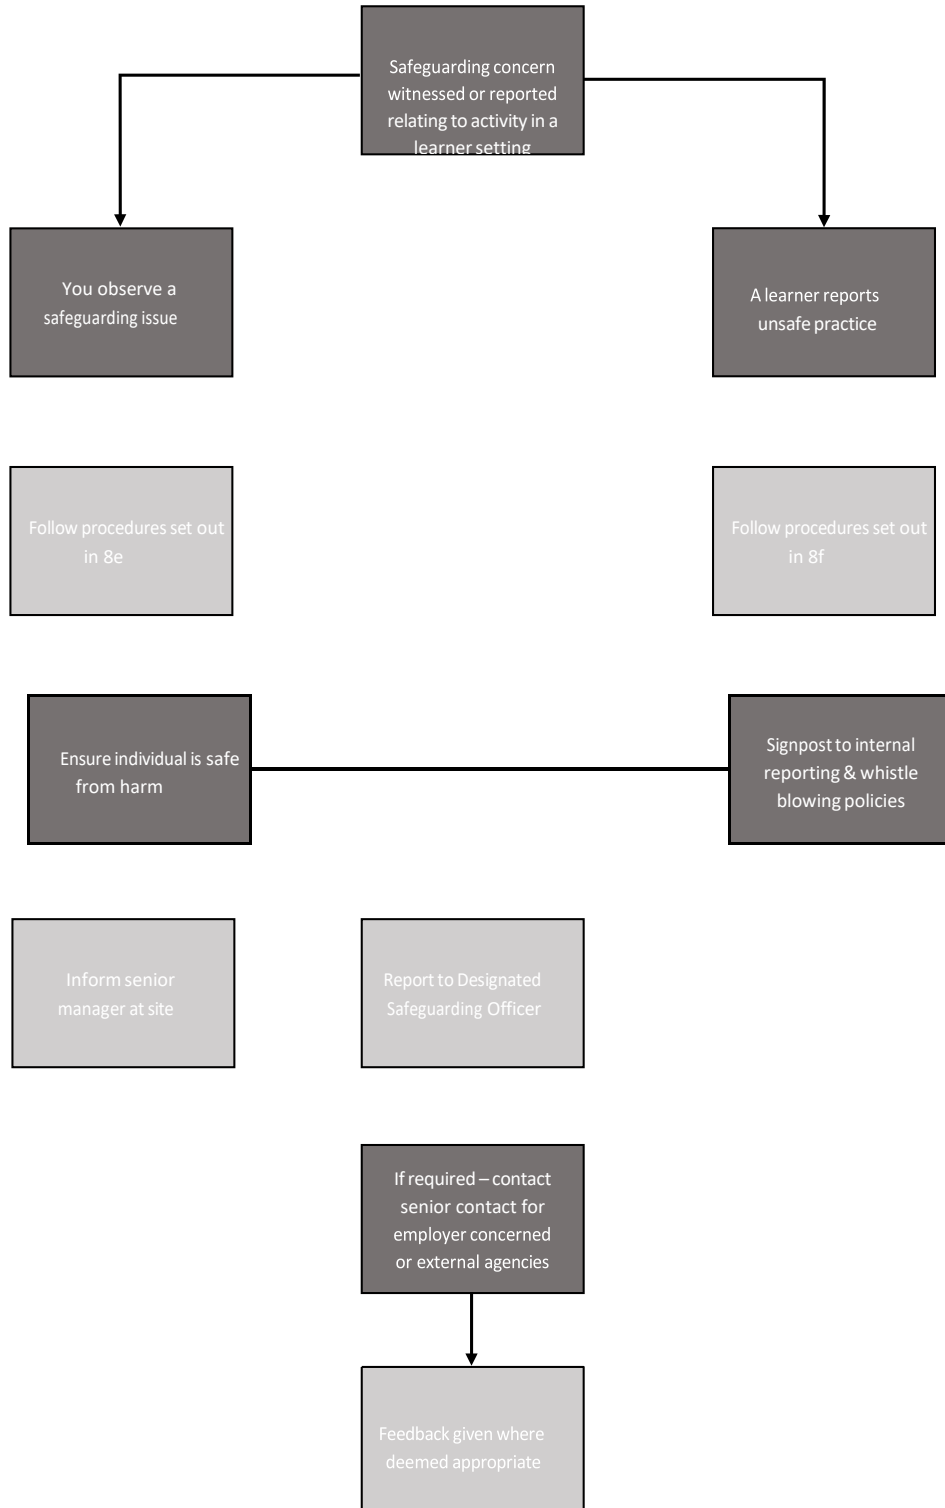 Safeguarding concern
witnessed or reported
relating to activity in a
learner setting
You observe a
safeguarding issue
A learner reports
unsafe practice
Follow procedures set out
in 8e
Follow procedures set out
in 8f
Ensure individual is safe
from harm
Signpost to internal
reporting & whistle
blowing policies
Inform senior
manager at site
Report to Designated
Safeguarding Officer
If required – contact
senior contact for
employer concerned
or external agencies
Feedback given where
deemed appropriate